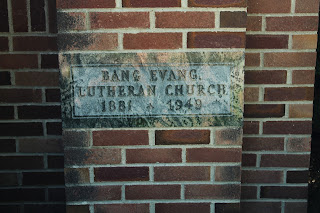 BANG EVANG.
LUTHERAN CHURCH
1881 - 1949